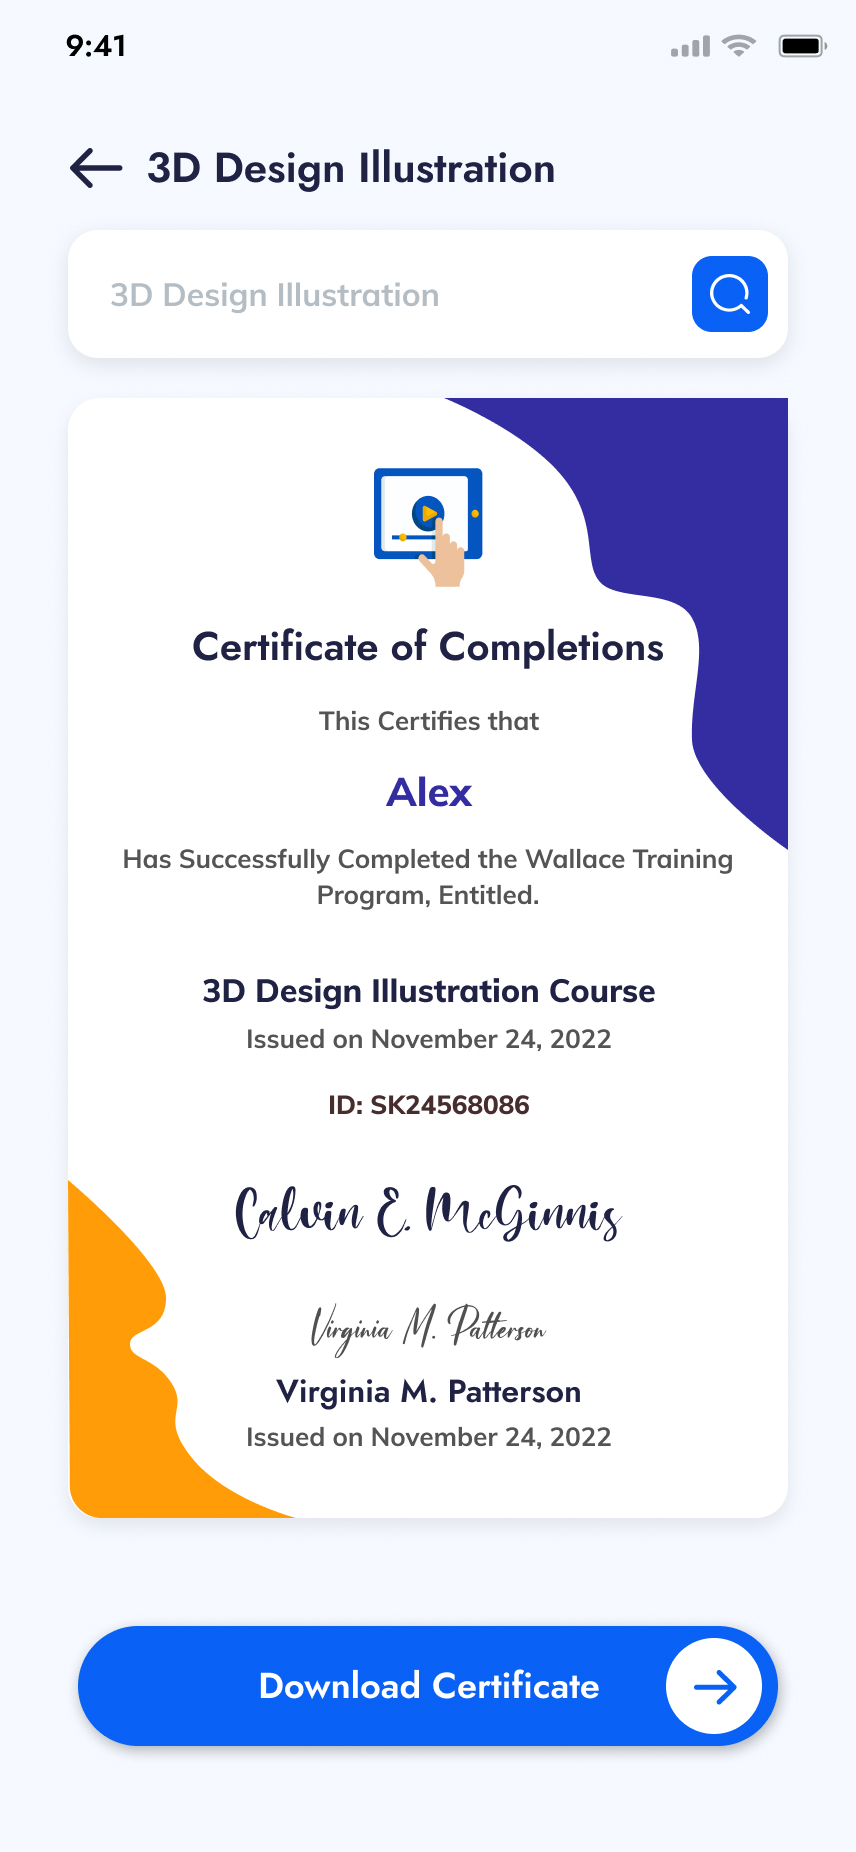 9:41
3D Design Illustration
3D Design Illustration
Certificate of Completions
This Certifies that
Alex
Has Successfully Completed the Wallace Training
Program, Entitled.
3D Design Illustration Course
Issued on November 24, 2022
ID: SK24568086
Calvin E. McGinnis
Virginia M. Patterson
Virginia M. Patterson
Issued on November 24, 2022
Download Certificate